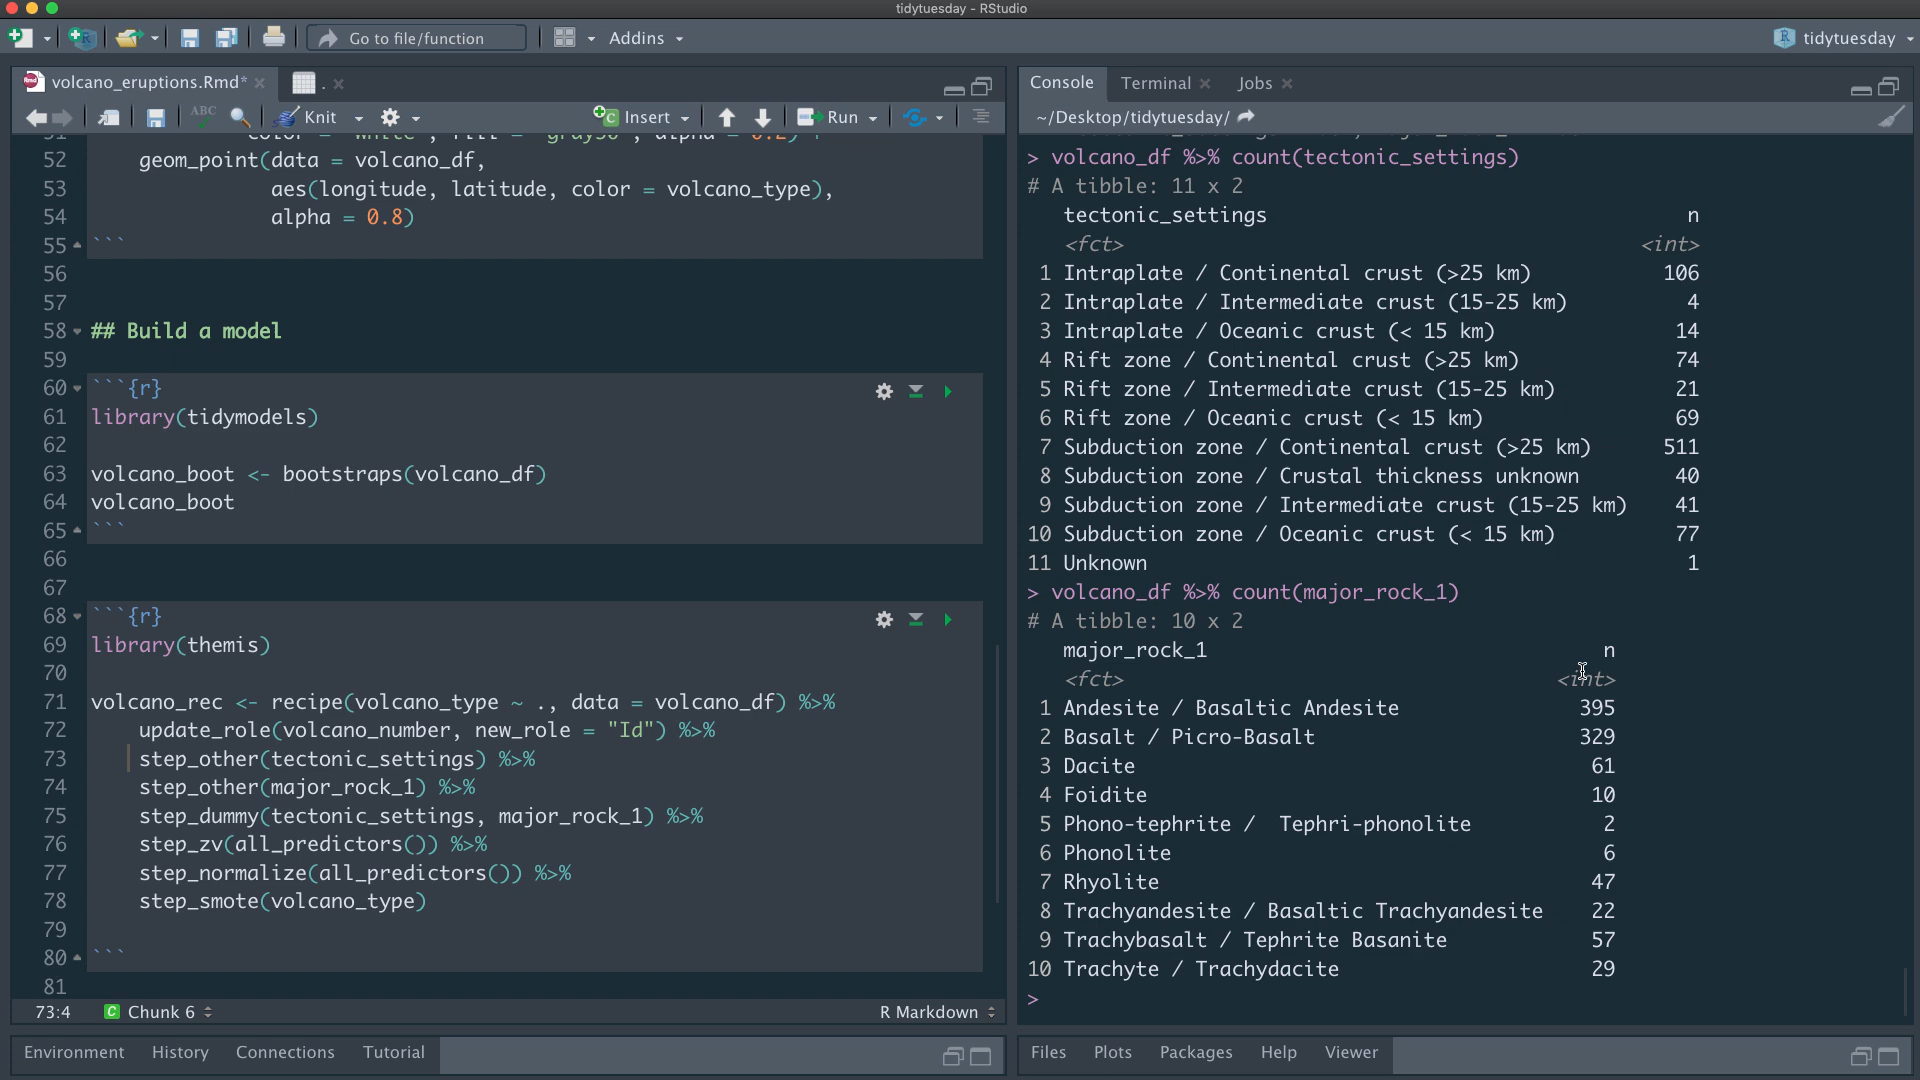 tidytuesday - RStudio
Go to file/function
Addins
tidytuesday
volcano_eruptions.Rmd*
.
ABC
Knit
Insert
Run
52 geom_point(data = volcano_df,
53 aes(longitude, latitude, color = volcano_type),
54 alpha = 0.8)
55 ```
56
57
58 ## Build a model
59
60 ```{r}
61 library(tidymodels)
62
63 volcano_boot <- bootstraps(volcano_df)
64 volcano_boot
65 ```
66
67
68 ```{r}
69 library(themis)
70
71 volcano_rec <- recipe(volcano_type ~ ., data = volcano_df) %>%
72 update_role(volcano_number, new_role = "Id") %>%
73 step_other(tectonic_settings) %>%
74 step_other(major_rock_1) %>%
75 step_dummy(tectonic_settings, major_rock_1) %>%
76 step_zv(all_predictors()) %>%
77 step_normalize(all_predictors()) %>%
78 step_smote(volcano_type)
79
80 ```
81
73:4
C Chunk 6
R Markdown
Environment History Connections Tutorial
Console Terminal Jobs
~/Desktop/tidytuesday/
> volcano_df %>% count(tectonic_settings)
# A tibble: 11 x 2
tectonic_settings n
<fct> <int>
1 Intraplate / Continental crust (>25 km) 106
2 Intraplate / Intermediate crust (15-25 km) 4
3 Intraplate / Oceanic crust (< 15 km) 14
4 Rift zone / Continental crust (>25 km) 74
5 Rift zone / Intermediate crust (15-25 km) 21
6 Rift zone / Oceanic crust (< 15 km) 69
7 Subduction zone / Continental crust (>25 km) 511
8 Subduction zone / Crustal thickness unknown 40
9 Subduction zone / Intermediate crust (15-25 km) 41
10 Subduction zone / Oceanic crust (< 15 km) 77
11 Unknown 1
> volcano_df %>% count(major_rock_1)
# A tibble: 10 x 2
major_rock_1 n
<fct> <int>
1 Andesite / Basaltic Andesite 395
2 Basalt / Picro-Basalt 329
3 Dacite 61
4 Foidite 10
5 Phono-tephrite /  Tephri-phonolite 2
6 Phonolite 6
7 Rhyolite 47
8 Trachyandesite / Basaltic Trachyandesite 22
9 Trachybasalt / Tephrite Basanite 57
10 Trachyte / Trachydacite 29
>
Files Plots Packages Help Viewer